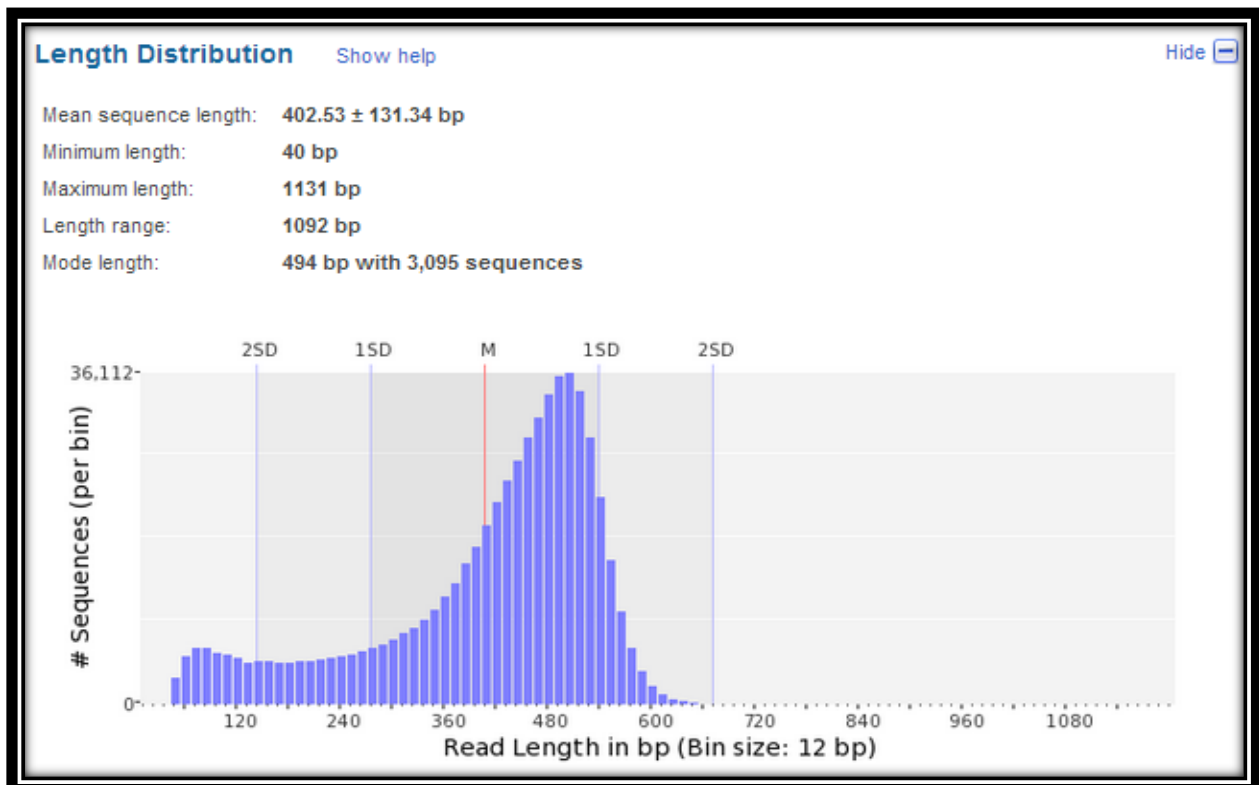 Length Distribution Show help Hide
Mean sequence length: 402.53 ± 131.34 bp
Minimum length: 40 bp
Maximum length: 1131 bp
Length range: 1092 bp
Mode length: 494 bp with 3,095 sequences
2SD 1SD M 1SD 2SD
36,112
# Sequences (per bin)
0
120 240 360 480 600 720 840 960 1080
Read Length in bp (Bin size: 12 bp)